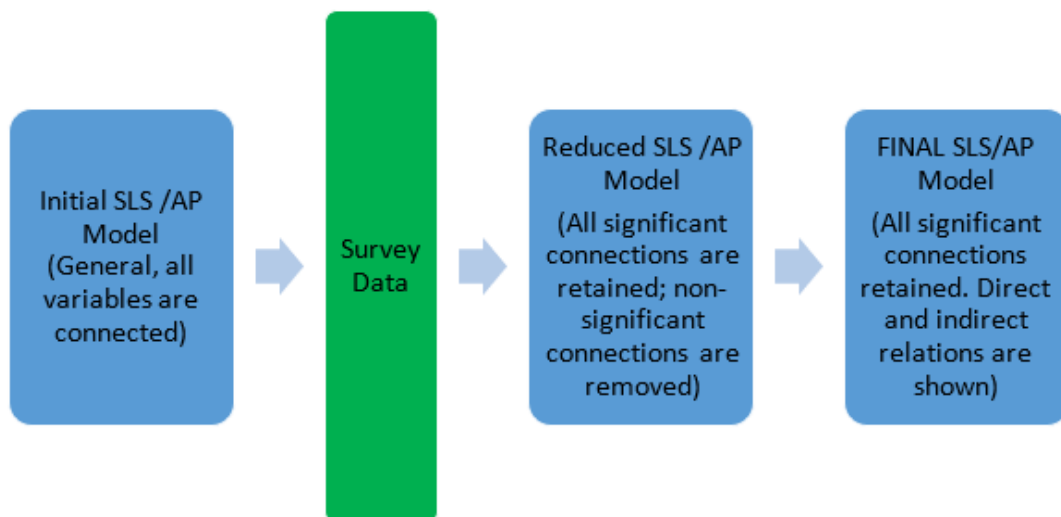 Initial SLS /AP
Model
(General, all
variables are
connected)
Survey
Data
Reduced SLS /AP
Model
(All significant
connections are
retained; non-
significant
connections are
removed)
FINAL SLS/AP
Model
(All significant
connections
retained. Direct
and indirect
relations are
shown)